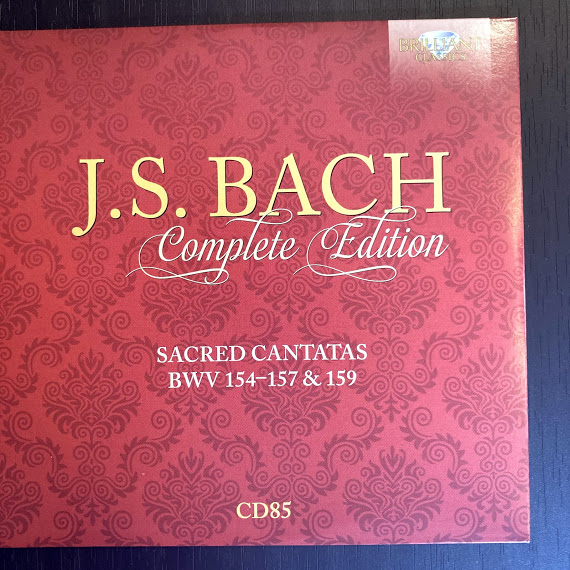 BRILLIANT
CLASSICS
J.S. BACH
Complete Edition
SACRED CANTATAS
BWV 154–157 & 159
CD85